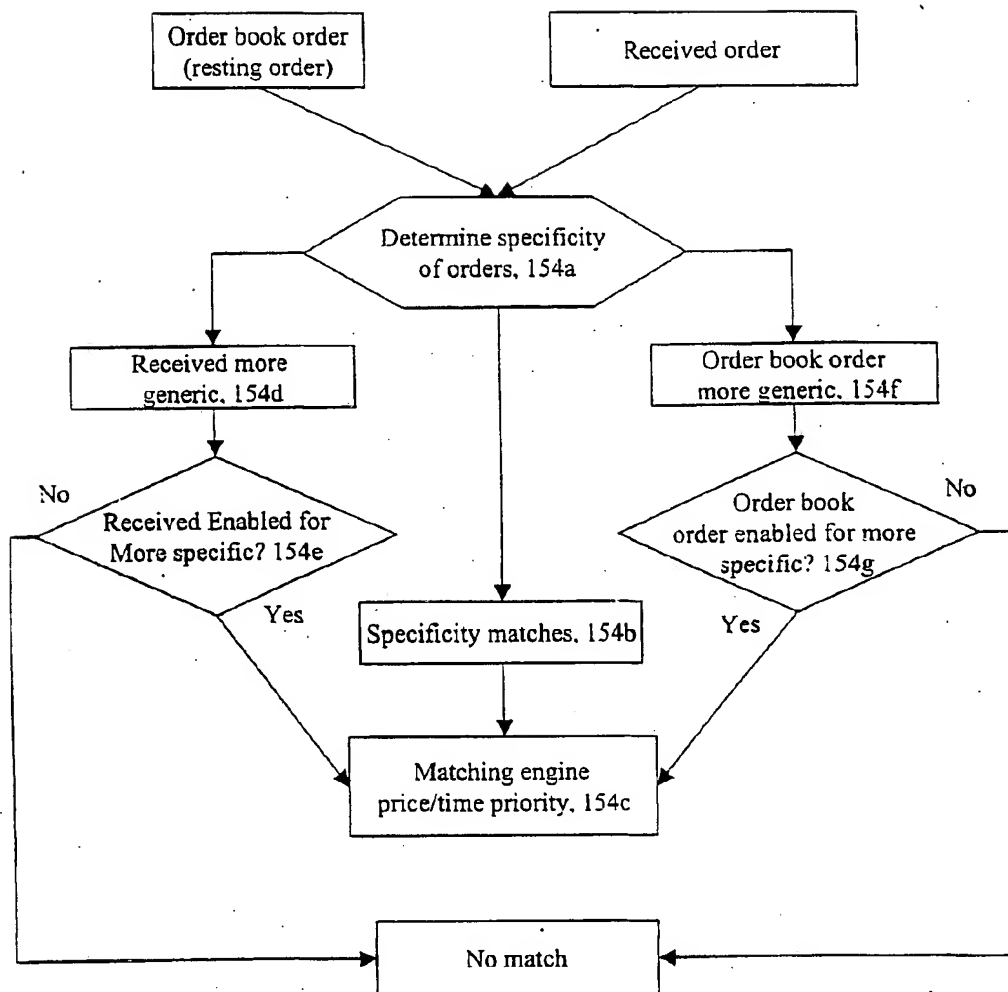 Order book order
(resting order)
Received order
Determine specificity
of orders, 154a
Received more
generic, 154d
Order book order
more generic, 154f
No
Received Enabled for
More specific? 154e
Yes
Order book
order enabled for more
specific? 154g
No
Yes
Specificity matches, 154b
Matching engine
price/time priority, 154c
No match